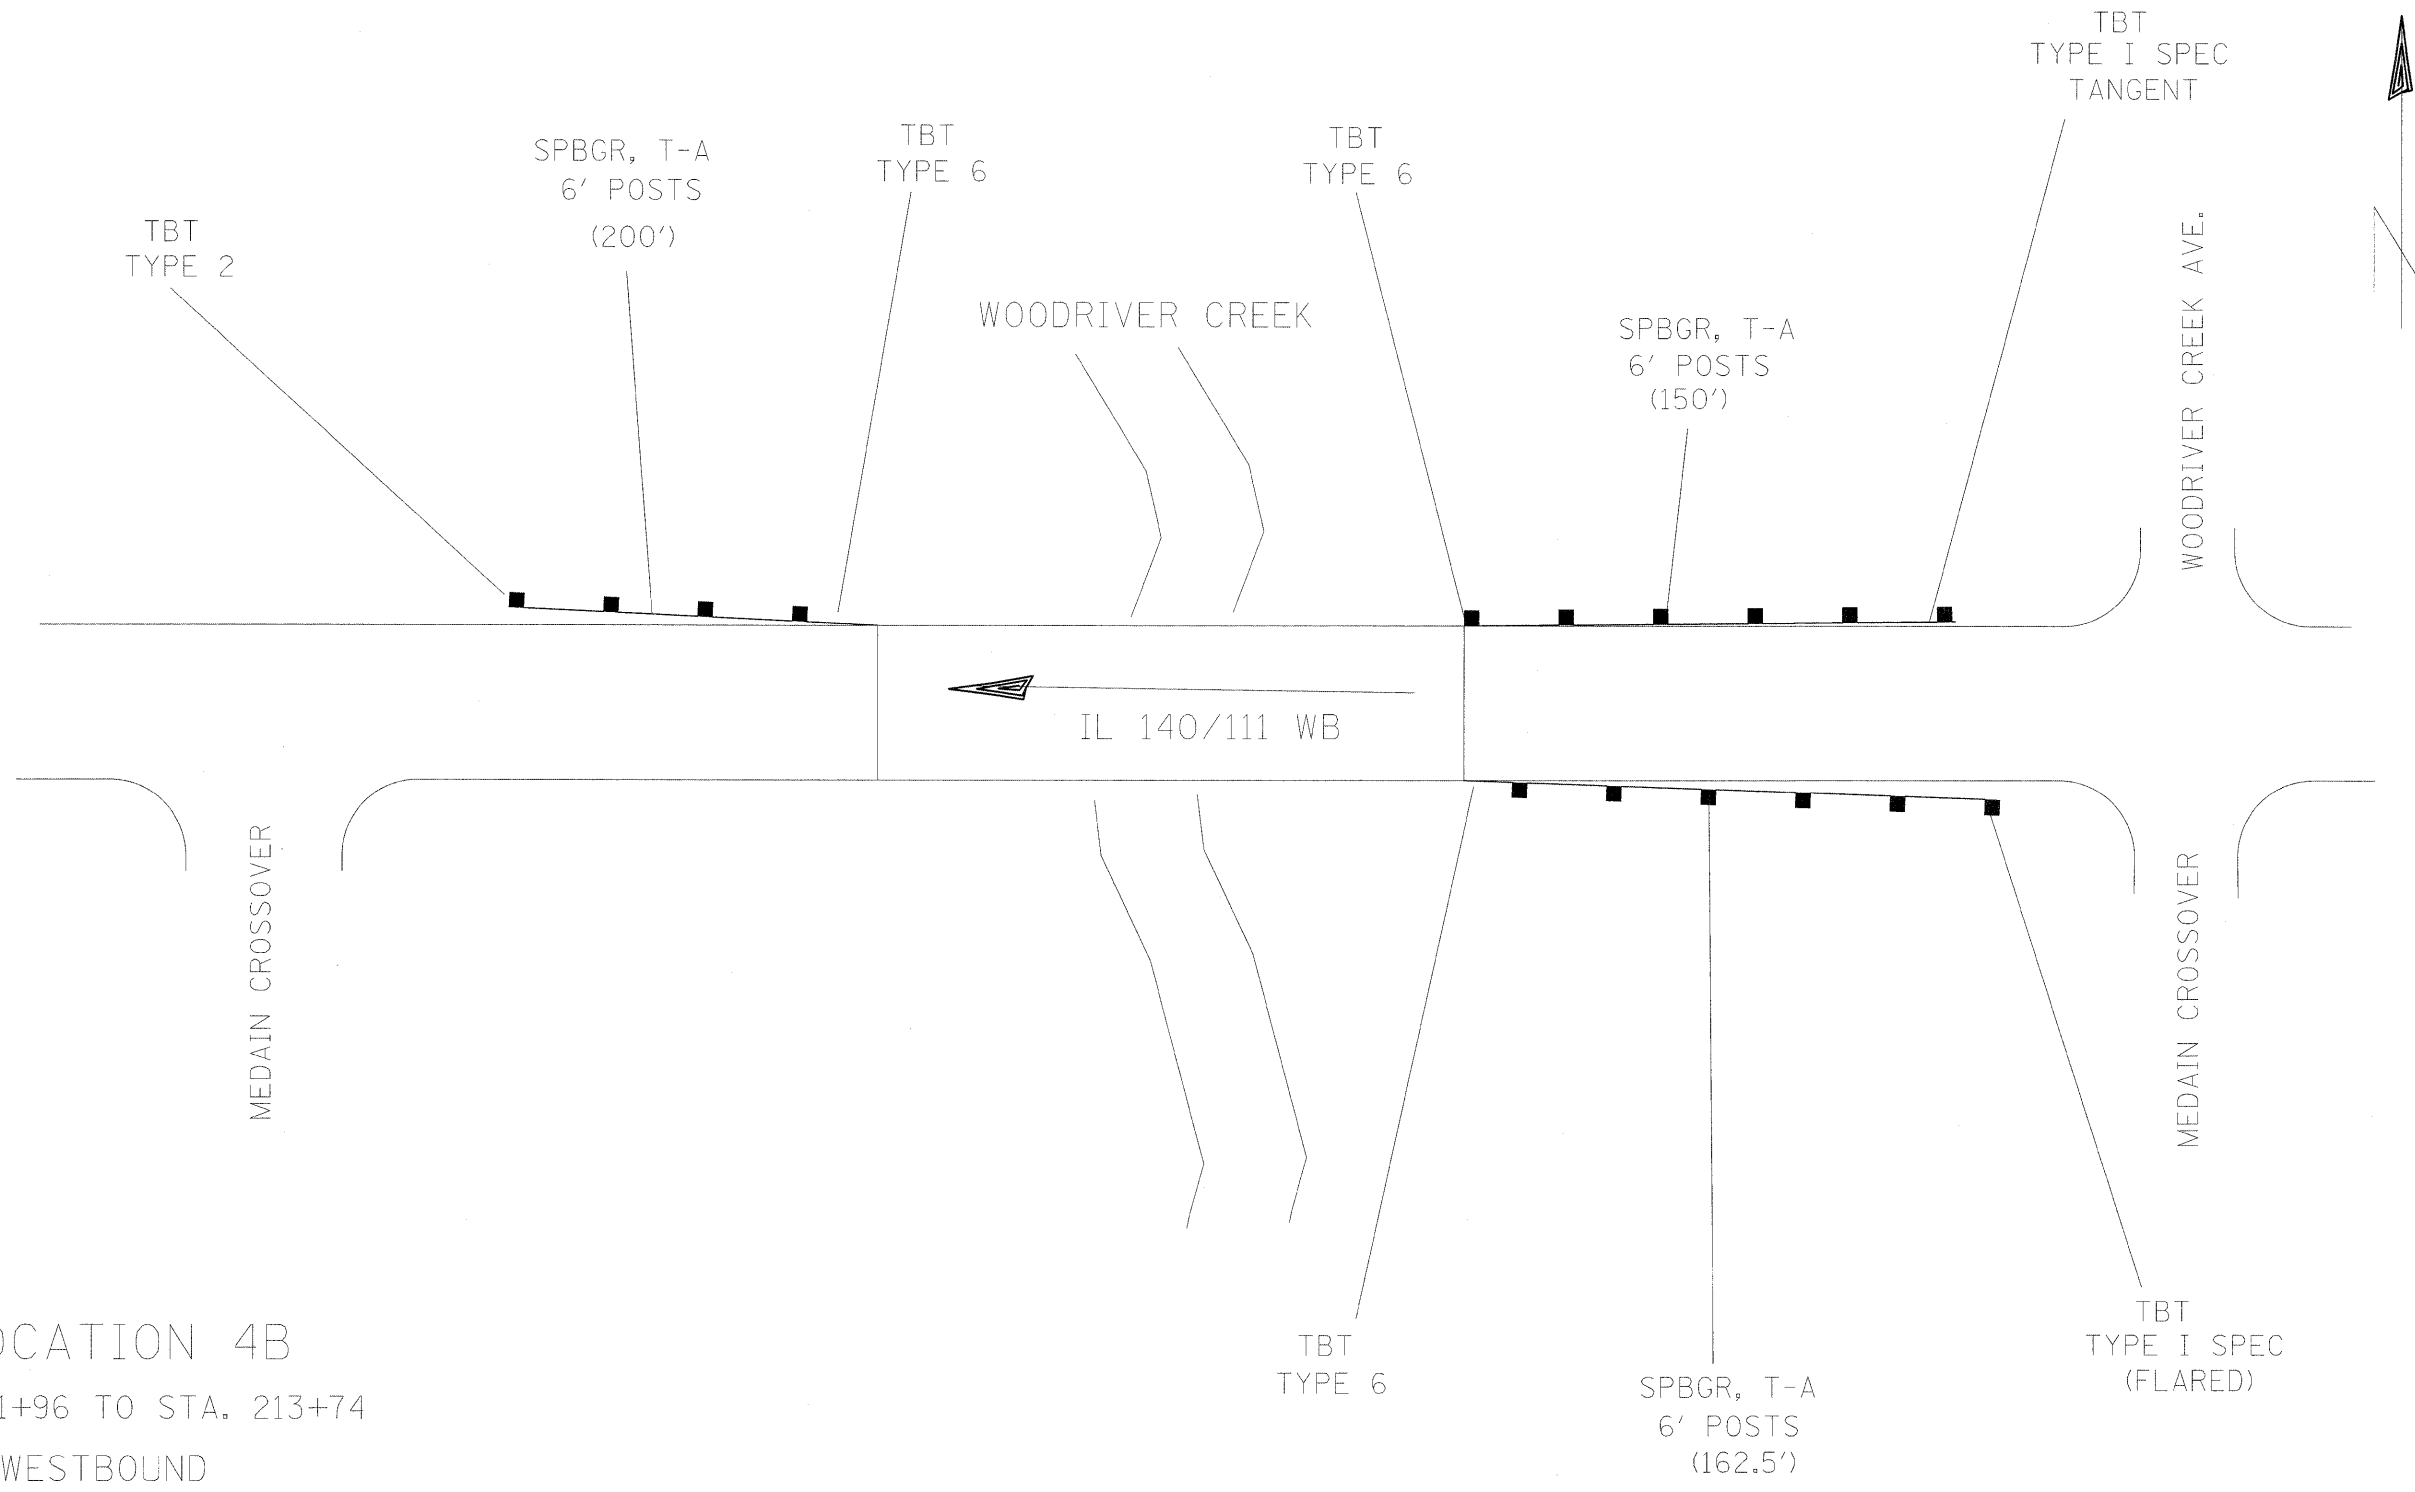 TBT
TYPE I SPEC
TANGENT
TBT
TYPE 6
TBT
TYPE 6
SPBGR, T-A
6' POSTS
(200')
TBT
TYPE 2
WOODRIVER CREEK
SPBGR, T-A
6' POSTS
(150')
WOODRIVER CREEK AVE.
N
IL 140/111 WB
MEDAIN CROSSOVER
MEDAIN CROSSOVER
TBT
TYPE 6
SPBGR, T-A
6' POSTS
(162.5')
TBT
TYPE I SPEC
(FLARED)
OCATION 4B
1+96 TO STA. 213+74
WESTBOUND